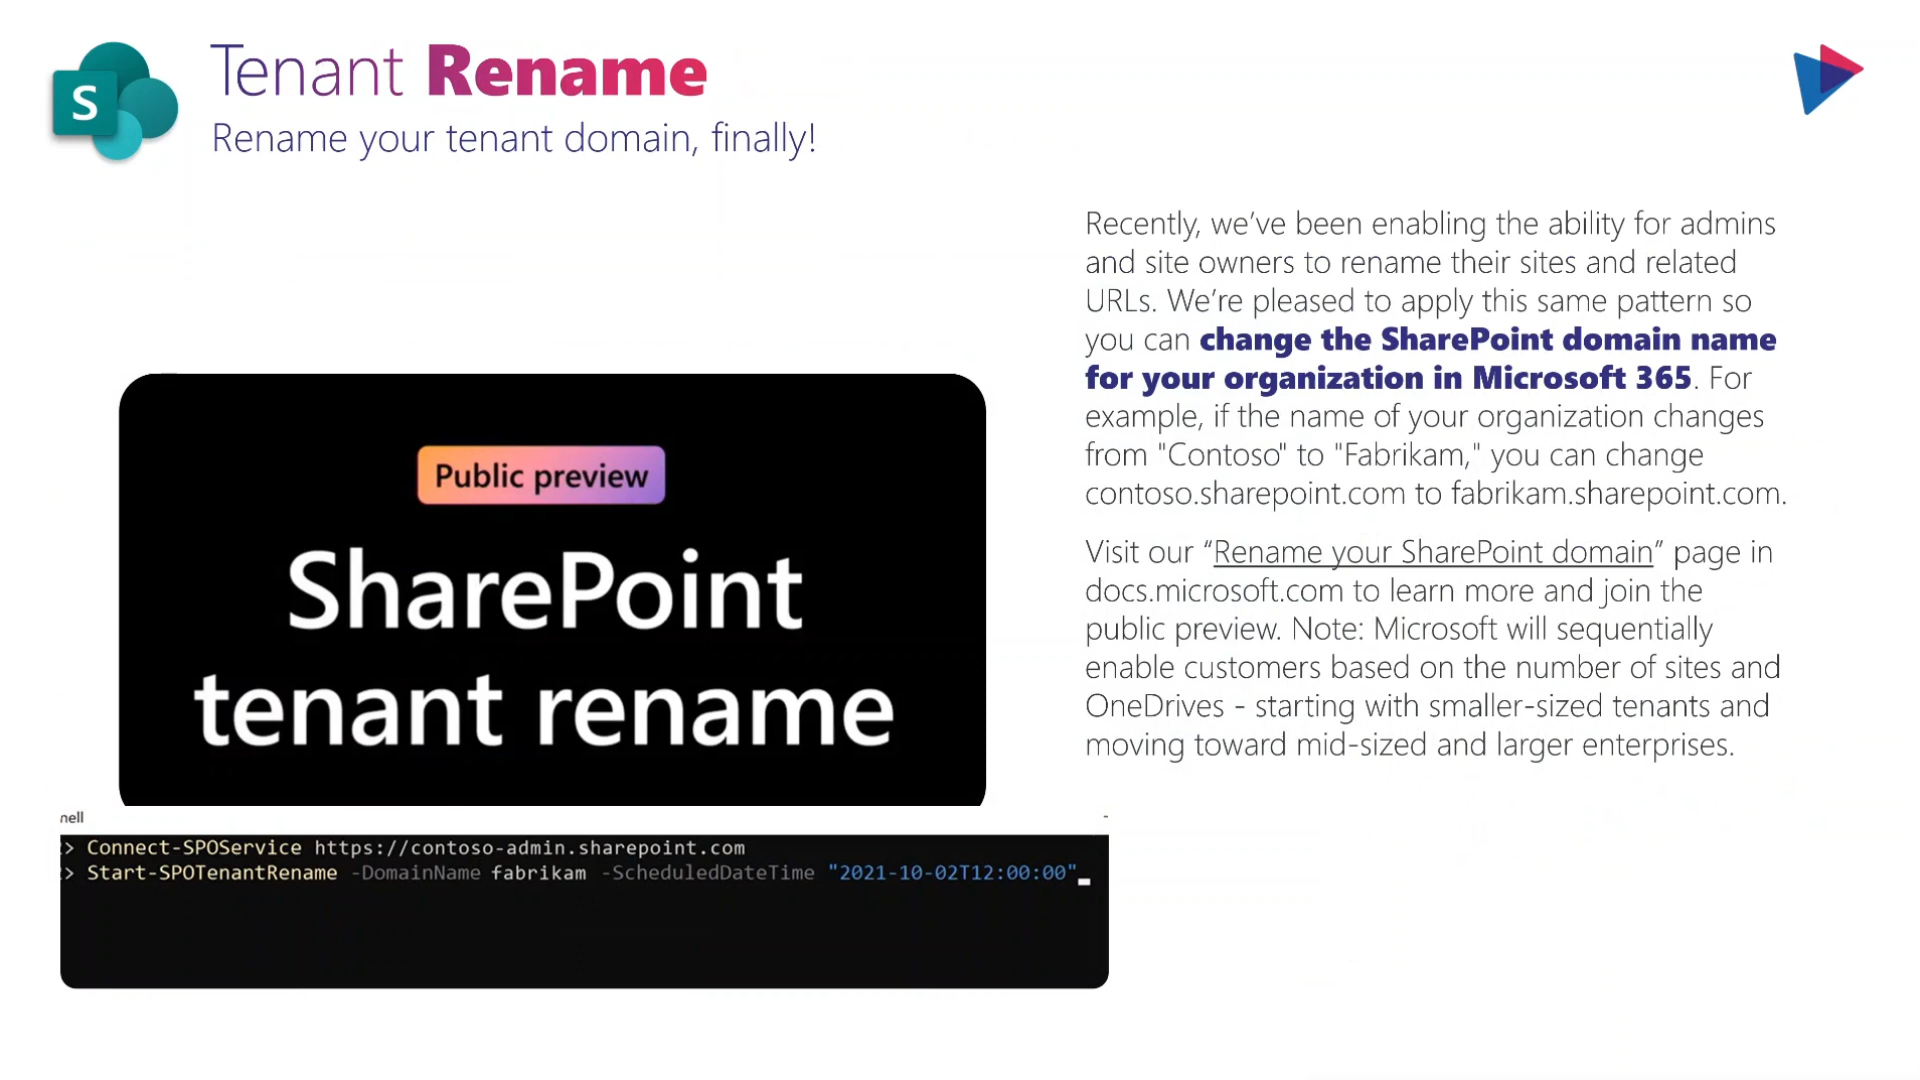 S
Tenant Rename
Rename your tenant domain, finally!
Recently, we've been enabling the ability for admins
and site owners to rename their sites and related
URLs. We're pleased to apply this same pattern so
you can change the SharePoint domain name
for your organization in Microsoft 365. For
example, if the name of your organization changes
from "Contoso" to "Fabrikam," you can change
contoso.sharepoint.com to fabrikam.sharepoint.com.
Visit our “Rename your SharePoint domain” page in
docs.microsoft.com to learn more and join the
public preview. Note: Microsoft will sequentially
enable customers based on the number of sites and
OneDrives - starting with smaller-sized tenants and
moving toward mid-sized and larger enterprises.
Public preview
SharePoint
tenant rename
nell
> Connect-SPOService https://contoso-admin.sharepoint.com
> Start-SPOTenantRename -DomainName fabrikam -ScheduledDateTime "2021-10-02T12:00:00"